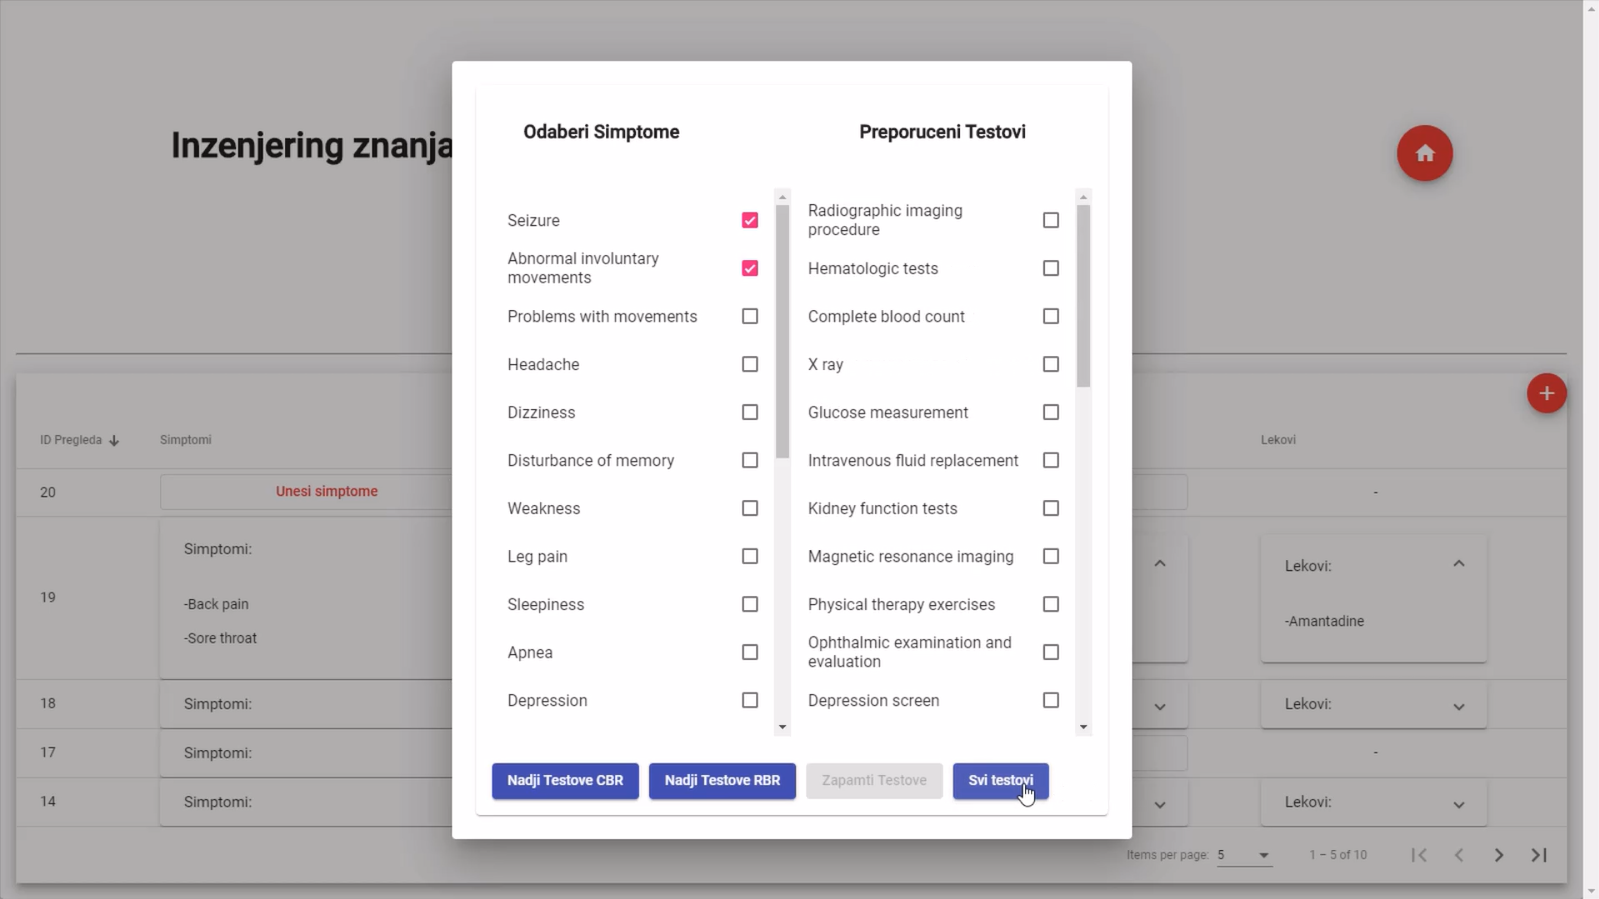 Inzenjering znanja
Odaberi Simptome
Preporuceni Testovi
Seizure
Abnormal involuntary
movements
Problems with movements
Headache
Dizziness
Disturbance of memory
Weakness
Leg pain
Sleepiness
Apnea
Depression
Radiographic imaging
procedure
Hematologic tests
Complete blood count
X ray
Glucose measurement
Intravenous fluid replacement
Kidney function tests
Magnetic resonance imaging
Physical therapy exercises
Ophthalmic examination and
evaluation
Depression screen
Nadji Testove CBR
Nadji Testove RBR
Zapamti Testove
Svi testovi
ID Pregleda
Simptomi
Lekovi
20
Unesi simptome
-
19
Simptomi:
-Back pain
-Sore throat
Lekovi:
-Amantadine
18
Simptomi:
Lekovi:
17
Simptomi:
-
14
Simptomi:
Lekovi:
Items per page:
5
1 – 5 of 10